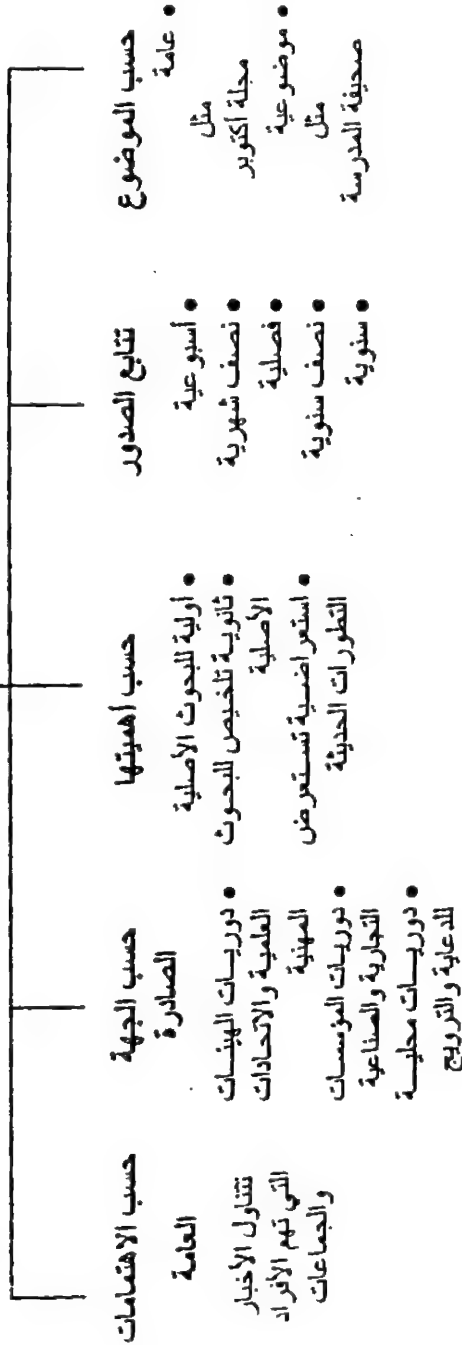 حسب الموضوع
• عامة
مثل
مجلة أكتوبر
• موضوعية
مثل
صحيفة المدرسة
تتابع الصدور
• أسبوعية
• نصف شهرية
• فصلية
• نصف سنوية
• سنوية
حسب أهميتها
• أولية للبحوث الأصلية
• ثانوية تلخيص للبحوث
الأصلية
• استعراضية تستعرض
التطورات الحديثة
حسب الجهة
الصادرة
• دوريات الهيئات
العلمية والاتحادات
المهنية
• دوريات المؤسسات
التجارية والصناعية
• دوريات محلية
للدعاية والترويج
حسب الاهتمامات
العامة
تتناول الأخبار
التي تهم الأفراد
والجماعات